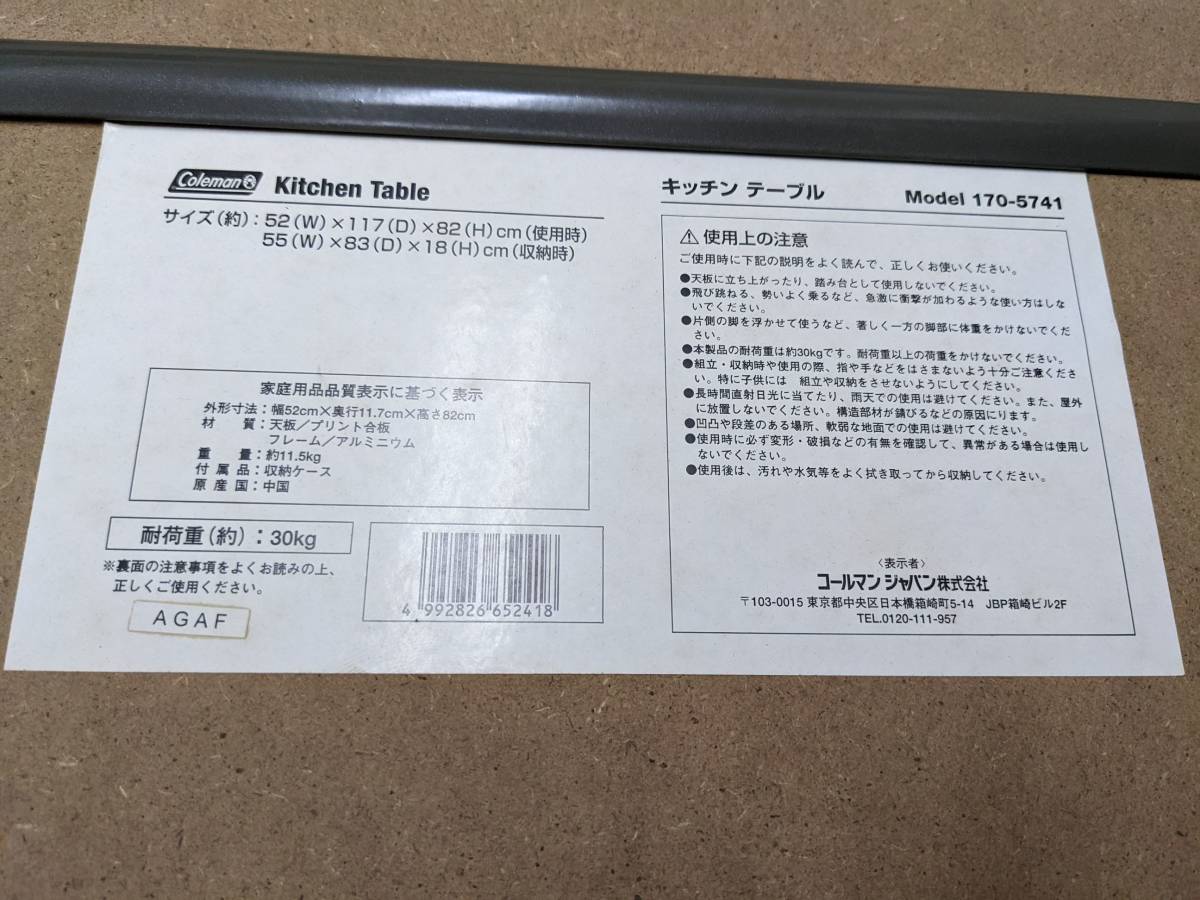 Coleman Kitchen Table
サイズ(約):52(W)×117(D)×82(H)cm(使用時)
55(W)×83(D)×18(H)cm(収納時)
家庭用品品質表示に基づく表示
外形寸法:幅52cm×奥行11.7cm×高さ82cm
材 質:天板/プリント合板
フレーム/アルミニウム
重 量:約11.5kg
付属品:収納ケース
原産国:中国
耐荷重(約):30kg
※裏面の注意事項をよくお読みの上、
正しくご使用ください。
AGAF
4 992826 652418
キッチン テーブル Model 170-5741
⚠使用上の注意
ご使用時に下記の説明をよく読んで、正しくお使いください。
●天板に立ち上がったり、踏み台として使用しないでください。
●飛び跳ねる、勢いよく乗るなど、急激に衝撃が加わるような使い方はしな
いでください。
●片側の脚を浮かせて使うなど、著しく一方の脚部に体重をかけないでくだ
さい。
●本製品の耐荷重は約30kgです。耐荷重以上の荷重をかけないでください。
●組立・収納時や使用の際、指や手などをはさまないよう十分ご注意くださ
い。特に子供には 組立や収納をさせないようにしてください。
●長時間直射日光に当てたり、雨天での使用は避けてください。また、屋外
に放置しないでください。構造部材が錆びるなどの原因になります。
●凹凸や段差のある場所、軟弱な地面での使用は避けてください。
●使用時に必ず変形・破損などの有無を確認して、異常がある場合は使用し
ないでください。
●使用後は、汚れや水気等をよく拭き取ってから収納してください。
〈表示者〉
コールマン ジャパン株式会社
〒103-0015 東京都中央区日本橋箱崎町5-14 JBP箱崎ビル2F
TEL.0120-111-957